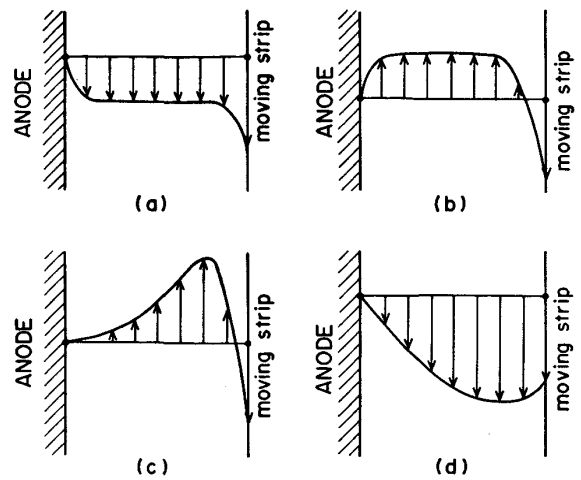 ANODE
moving strip
(a)
ANODE
moving strip
(b)
ANODE
moving strip
(c)
ANODE
moving strip
(d)